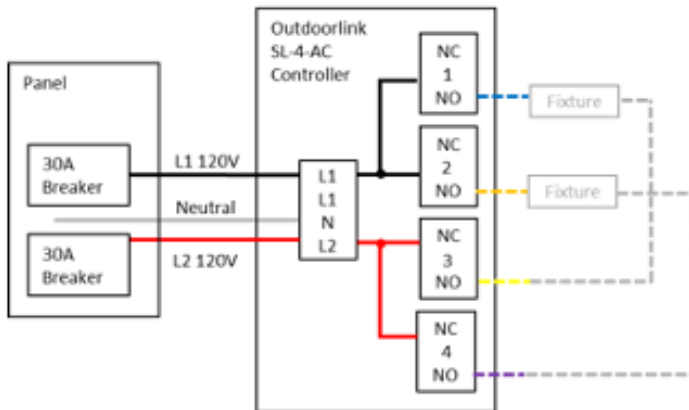 Outdoorlink
SL-4-AC
Controller
Panel
30A
Breaker
L1 120V
Neutral
30A
Breaker
L2 120V
L1
L1
N
L2
NC
1
NO
Fixture
NC
2
NO
Fixture
NC
3
NO
NC
4
NO